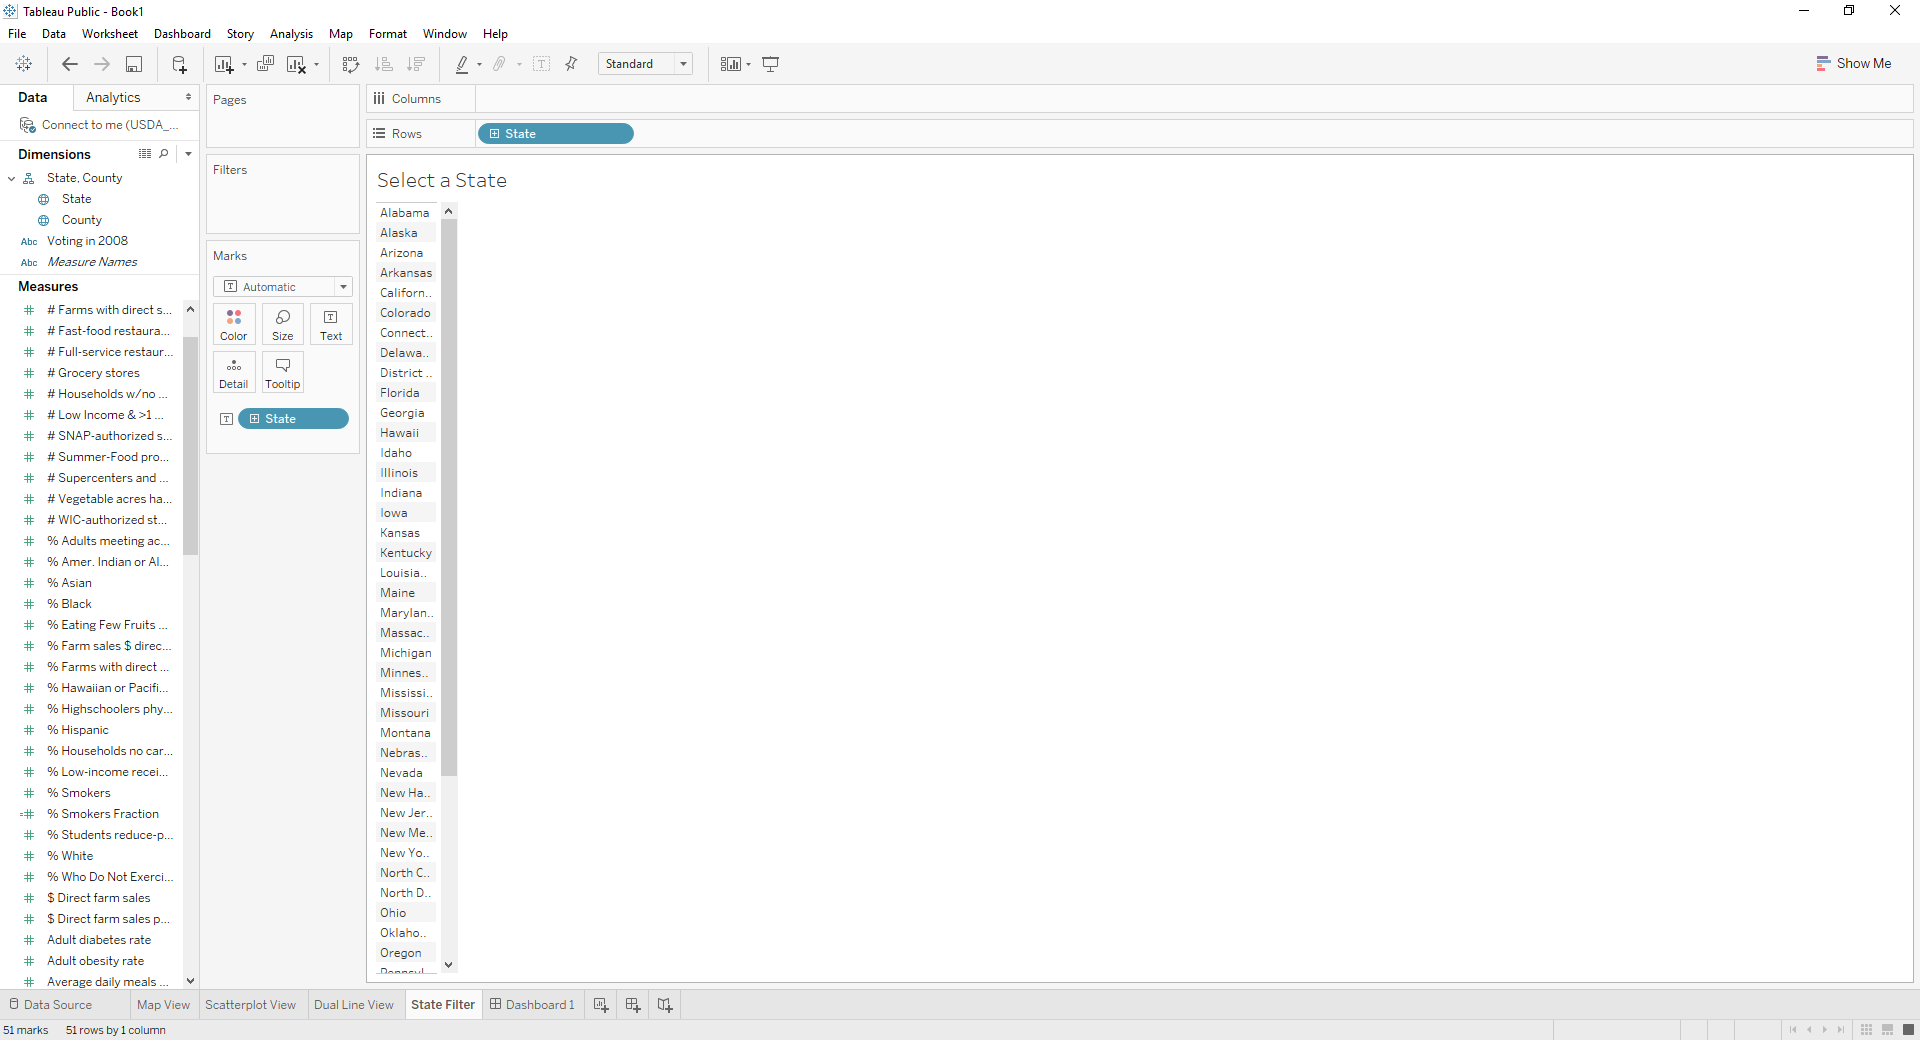 Tableau Public - Book1
File Data Worksheet Dashboard Story Analysis Map Format Window Help
Standard
Show Me
Data Analytics
Connect to me (USDA_...
Dimensions
State, County
State
County
Abc Voting in 2008
Abc Measure Names
Measures
# Farms with direct s...
# Fast-food restaura...
# Full-service restaur...
# Grocery stores
# Households w/no ...
# Low Income & >1 ...
# SNAP-authorized s...
# Summer-Food pro...
# Supercenters and ...
# Vegetable acres ha...
# WIC-authorized st...
% Adults meeting ac...
% Amer. Indian or Al...
% Asian
% Black
% Eating Few Fruits ...
% Farm sales $ direc...
% Farms with direct ...
% Hawaiian or Pacifi...
% Highschoolers phy...
% Hispanic
% Households no car...
% Low-income recei...
% Smokers
% Smokers Fraction
% Students reduce-p...
% White
% Who Do Not Exerci...
$ Direct farm sales
$ Direct farm sales p...
Adult diabetes rate
Adult obesity rate
Average daily meals ...
Pages
Filters
Marks
Automatic
Color Size Text
Detail Tooltip
State
Columns
Rows State
Select a State
Alabama
Alaska
Arizona
Arkansas
Californ..
Colorado
Connect..
Delawa..
District ..
Florida
Georgia
Hawaii
Idaho
Illinois
Indiana
Iowa
Kansas
Kentucky
Louisia..
Maine
Marylan..
Massac..
Michigan
Minnes..
Mississi..
Missouri
Montana
Nebras..
Nevada
New Ha..
New Jer..
New Me..
New Yo..
North C..
North D..
Ohio
Oklaho..
Oregon
Pennsyl..
Data Source Map View Scatterplot View Dual Line View State Filter Dashboard 1
51 marks 51 rows by 1 column